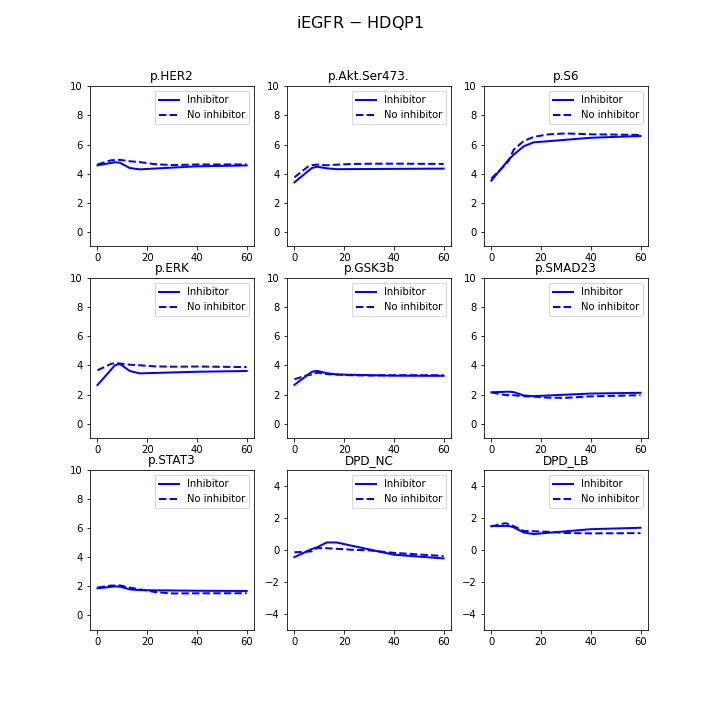 iEGFR − HDQP1
p.HER2
p.Akt.Ser473.
p.S6
10
8
6
4
2
0
Inhibitor
No inhibitor
0 20 40 60
10
8
6
4
2
0
Inhibitor
No inhibitor
0 20 40 60
10
8
6
4
2
0
Inhibitor
No inhibitor
0 20 40 60
p.ERK
p.GSK3b
p.SMAD23
10
8
6
4
2
0
Inhibitor
No inhibitor
0 20 40 60
10
8
6
4
2
0
Inhibitor
No inhibitor
0 20 40 60
10
8
6
4
2
0
Inhibitor
No inhibitor
0 20 40 60
p.STAT3
DPD_NC
DPD_LB
10
8
6
4
2
0
Inhibitor
No inhibitor
0 20 40 60
4
2
0
−2
−4
Inhibitor
No inhibitor
0 20 40 60
4
2
0
−2
−4
Inhibitor
No inhibitor
0 20 40 60